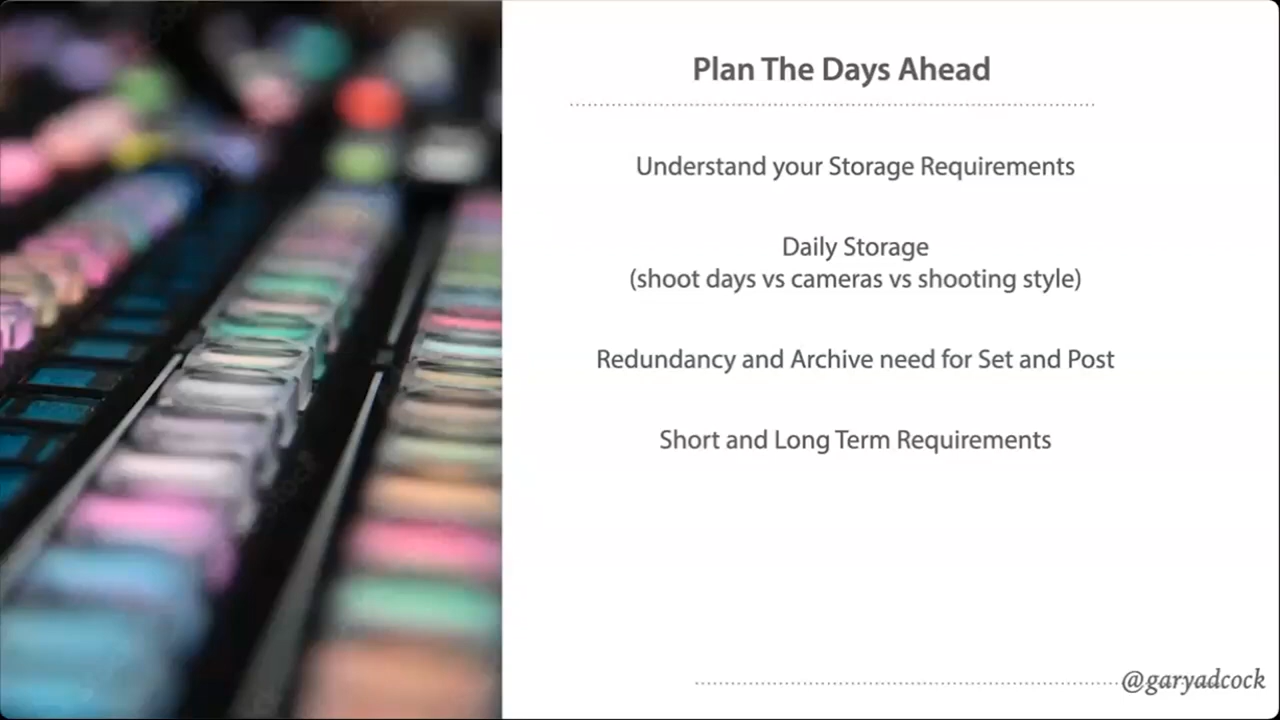 Plan The Days Ahead
Understand your Storage Requirements
Daily Storage
(shoot days vs cameras vs shooting style)
Redundancy and Archive need for Set and Post
Short and Long Term Requirements
@garyadcock